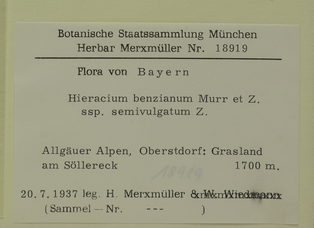 Botanische Staatssammlung München
Herbar Merxmüller Nr. 18919
Flora von Bayern
Hieracium benzianum Murr et Z.
ssp. semivulgatum Z.
Allgäuer Alpen, Oberstdorf: Grasland
am Söllereck 1700 m.
18919
20.7.1937 leg. H. Merxmüller &
(Sammel-Nr. --- )